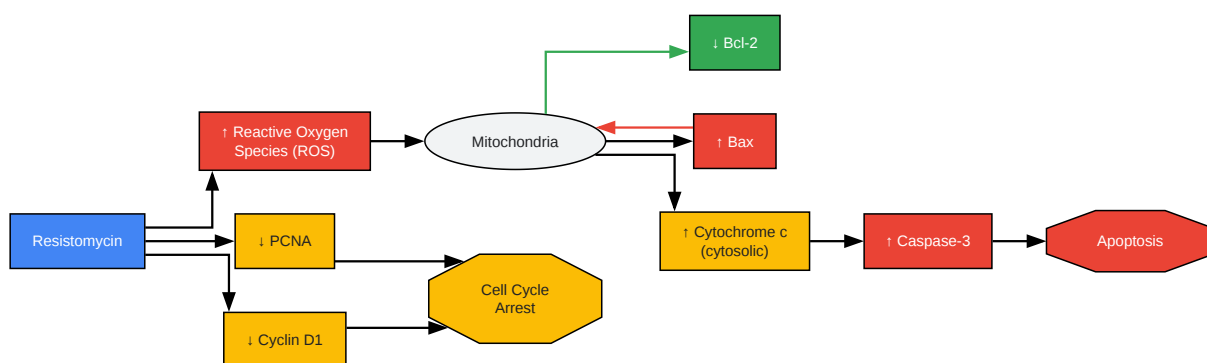 ↓ Bcl-2
↑ Reactive Oxygen
Species (ROS)
Mitochondria
↑ Bax
Resistomycin
↓ PCNA
↑ Cytochrome c
(cytosolic)
↑ Caspase-3
Apoptosis
Cell Cycle
Arrest
↓ Cyclin D1